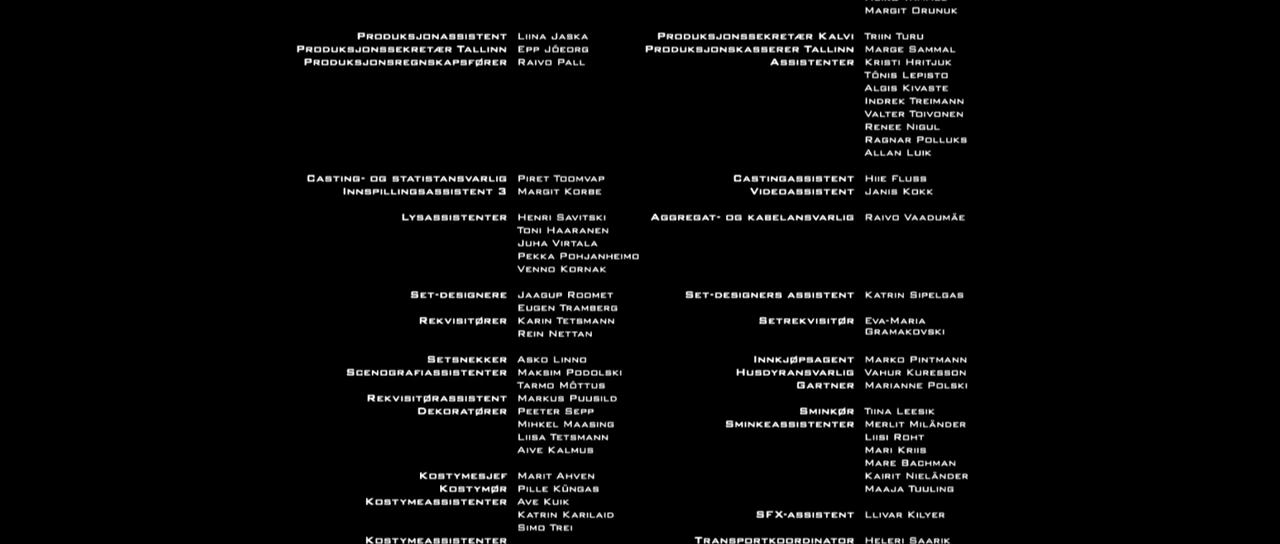 MARGIT ORUNUK
PRODUKSJONASSISTENT LIINA JASKA
PRODUKSJONSSEKRETÆR TALLINN EPP JÕEORG
PRODUKSJONSREGNSKAPSFØRER RAIVO PALL
PRODUKSJONSSEKRETÆR KALVI TRIIN TURU
PRODUKSJONSKASSERER TALLINN MARGE SAMMAL
ASSISTENTER KRISTI HRITJUK
TÕNIS LEPISTO
ALGIS KIVASTE
INDREK TREIMANN
VALTER TOIVONEN
RENEE NIGUL
RAGNAR POLLUKS
ALLAN LUIK
CASTING- OG STATISTANSVARLIG PIRET TOOMVAP
INNSPILLINGSASSISTENT 3 MARGIT KORBE
CASTINGASSISTENT HIIE FLUSS
VIDEOASSISTENT JANIS KOKK
LYSASSISTENTER HENRI SAVITSKI
TONI HAARANEN
JUHA VIRTALA
PEKKA POHJANHEIMO
VENNO KORNAK
AGGREGAT- OG KABELANSVARLIG RAIVO VAADUMÄE
SET-DESIGNERE JAAGUP ROOMET
EUGEN TRAMBERG
REKVISITØRER KARIN TETSMANN
REIN NETTAN
SET-DESIGNERS ASSISTENT KATRIN SIPELGAS
SETREKVISITØR EVA-MARIA
GRAMAKOVSKI
SETSNEKKER ASKO LINNO
SCENOGRAFIASSISTENTER MAKSIM PODOLSKI
TARMO MÕTTUS
REKVISITØRASSISTENT MARKUS PUUSILD
DEKORATØRER PEETER SEPP
MIHKEL MAASING
LIISA TETSMANN
AIVE KALMUS
INNKJØPSAGENT MARKO PINTMANN
HUSDYRANSVARLIG VAHUR KURESSON
GARTNER MARIANNE POLSKI
SMINKØR TIINA LEESIK
SMINKEASSISTENTER MERLIT MILÄNDER
LIISI ROHT
MARI KRIIS
MARE BACHMAN
KAIRIT NIELÄNDER
MAAJA TUULING
KOSTYMESJEF MARIT AHVEN
KOSTYMØR PILLE KÜNGAS
KOSTYMEASSISTENTER AVE KUIK
KATRIN KARILAID
SIMO TREI
KOSTYMEASSISTENTER
SFX-ASSISTENT LLIVAR KILYER
TRANSPORTKOORDINATOR HELERI SAARIK